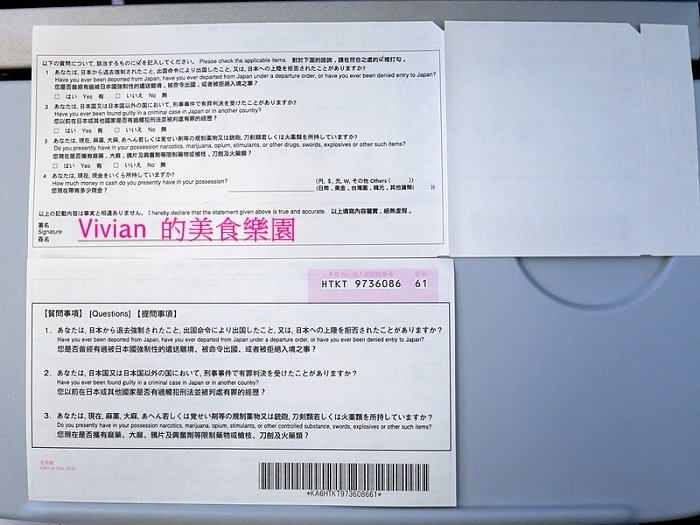 以下の質問について、該当するものに☑を記入してください。 Please check the applicable items. 對於下面的諮詢，請在符合之處的☑裡打勾。
1 あなたは、日本から退去強制されたこと、出国命令により出国したこと、又は、日本への上陸を拒否されたことがありますか？
Have you ever been deported from Japan, have you ever departed from Japan under a departure order, or have you ever been denied entry to Japan?
您是否曾經有過被日本國強制性的遣送離境、被命令出國、或者被拒絕入境之事？
□ はい Yes 有 □ いいえ No 無
2 あなたは、日本国又は日本国以外の国において、刑事事件で有罪判決を受けたことがありますか？
Have you ever been found guilty in a criminal case in Japan or in another country?
您以前在日本或其他國家是否有過觸犯刑法並被判處有罪的經歷？
□ はい Yes 有 □ いいえ No 無
3 あなたは、現在、麻薬、大麻、あへん若しくは覚せい剤等の規制薬物又は銃砲、刀剣類若しくは火薬類を所持していますか？
Do you presently have in your possession narcotics, marijuana, opium, stimulants, or other drugs, swords, explosives or other such items?
您現在是否攜有麻藥、大麻、鴉片及興奮劑等限制藥物或槍枝、刀劍及火藥類？
□ はい Yes 有 □ いいえ No 無
4 あなたは、現在、現金をいくら所持していますか？
How much money in cash do you presently have in your possession?
您現在帶有多少現金？
(円, $, 元, W, その他 Others ( ))
(日幣、美金、台灣圓、韓元、其他貨幣( ))
以上の記載内容は事実と相違ありません。 I hereby declare that the statement given above is true and accurate. 以上填寫內容屬實、絕無虛假。
署名
Signature
簽名
Vivian 的美食樂園
E.D.No.出入国記録番号 区分
HTKT 9736086 61
【質問事項】 [Questions] 【提問事項】
1. あなたは、日本から退去強制されたこと、出国命令により出国したこと、又は、日本への上陸を拒否されたことがありますか？
Have you ever been deported from Japan, have you ever departed from Japan under a departure order, or have you ever been denied entry to Japan?
您是否曾經有過被日本國強制性的遣送離境、被命令出國、或者被拒絕入境之事？
2. あなたは、日本国又は日本国以外の国において、刑事事件で有罪判決を受けたことがありますか？
Have you ever been found guilty in a criminal case in Japan or in another country?
您以前在日本或其他國家是否有過觸犯刑法並被判處有罪的經歷？
3. あなたは、現在、麻薬、大麻、あへん若しくは覚せい剤等の規制薬物又は銃砲、刀剣類若しくは火薬類を所持していますか？
Do you presently have in your possession narcotics, marijuana, opium, stimulants, or other controlled substance, swords, explosives or other such items?
您現在是否攜有麻藥、大麻、鴉片及興奮劑等限制藥物或槍枝、刀劍及火藥類？
官用欄
Official Use Only
*KA6HTKT973608661*